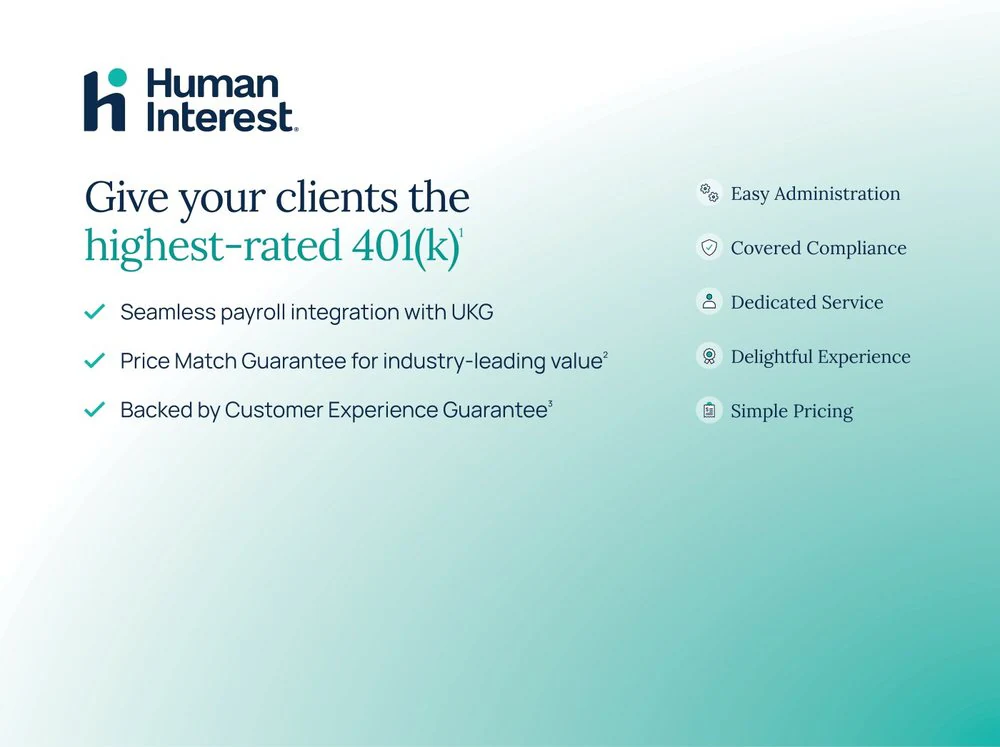 Human
Interest®
Give your clients the
highest-rated 401(k)¹
Seamless payroll integration with UKG
Price Match Guarantee for industry-leading value²
Backed by Customer Experience Guarantee³
Easy Administration
Covered Compliance
Dedicated Service
Delightful Experience
Simple Pricing